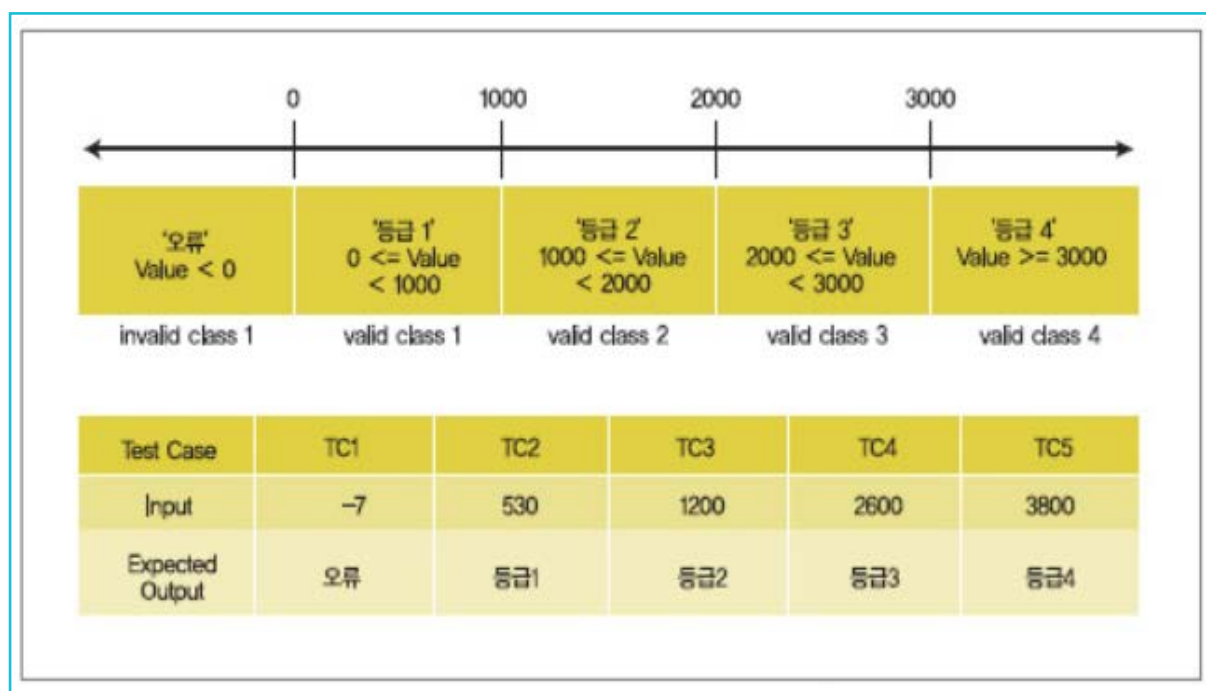 0 1000 2000 3000
'오류'
Value < 0
'등급 1'
0 <= Value
< 1000
'등급 2'
1000 <= Value
< 2000
'등급 3'
2000 <= Value
< 3000
'등급 4'
Value >= 3000
invalid class 1 valid class 1 valid class 2 valid class 3 valid class 4
Test Case TC1 TC2 TC3 TC4 TC5
Input -7 530 1200 2600 3800
Expected
Output
오류 등급1 등급2 등급3 등급4